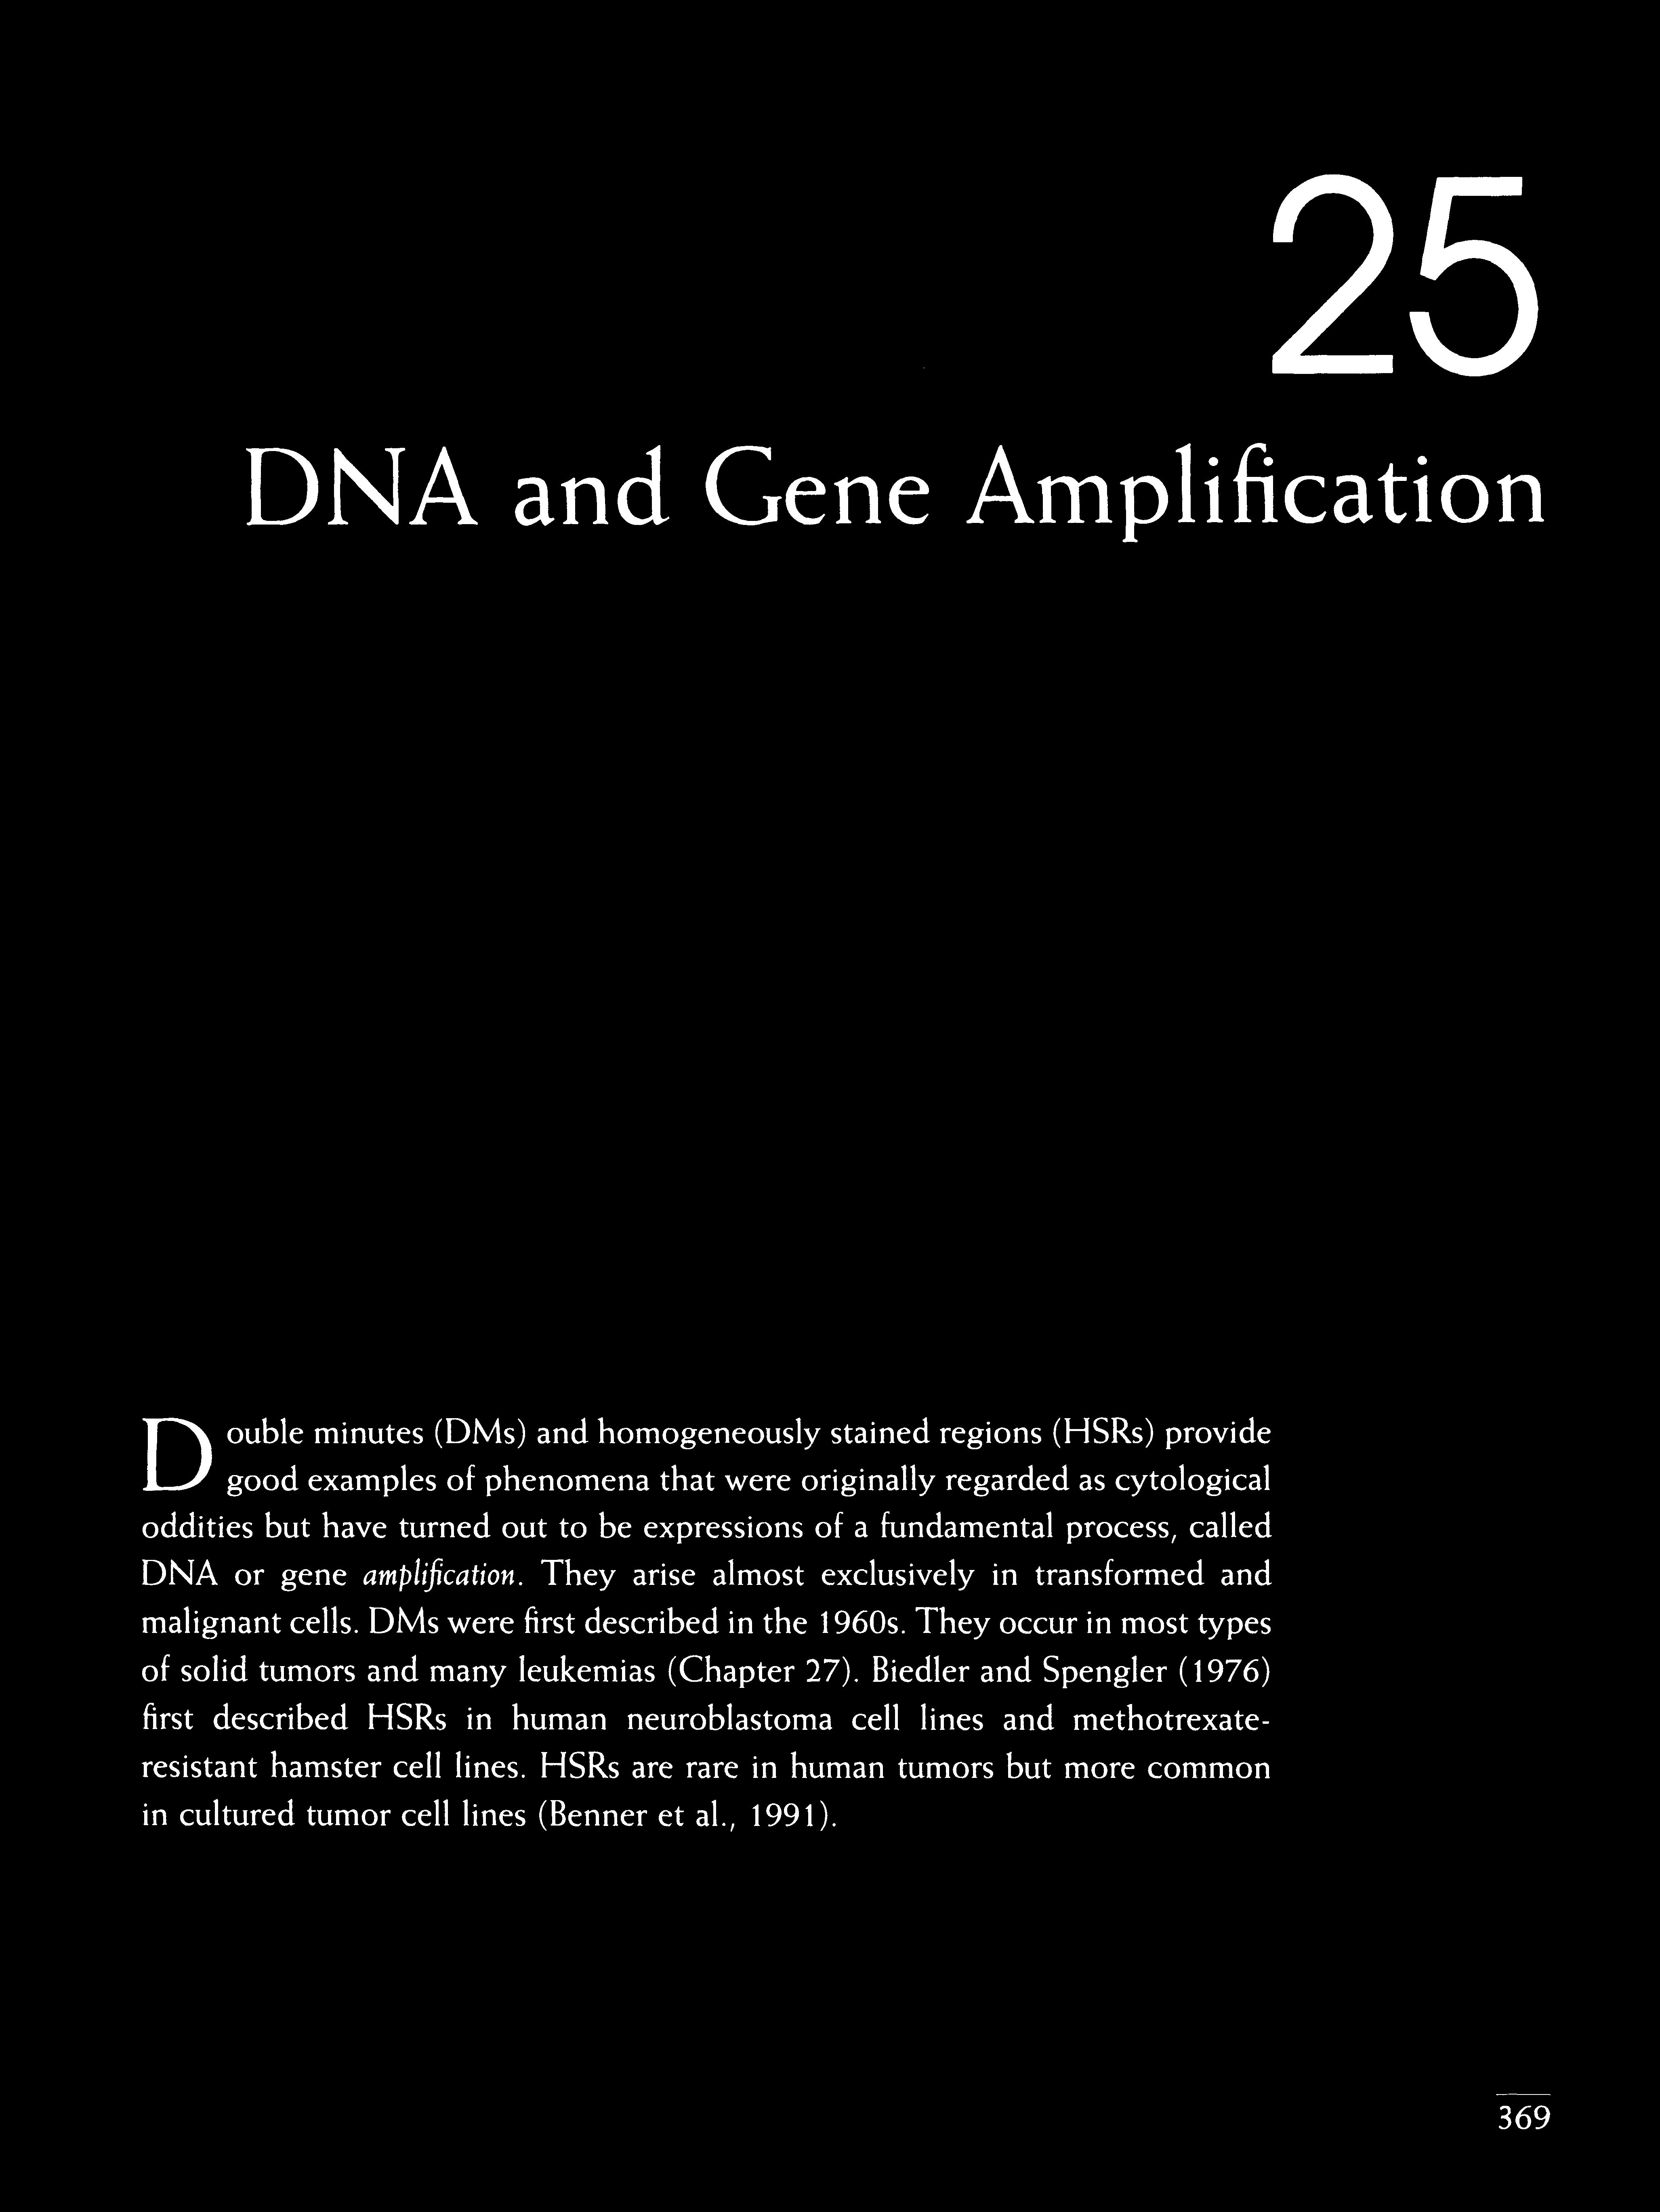 25
DNA and Gene Amplification
Double minutes (DMs) and homogeneously stained regions (HSRs) provide
good examples of phenomena that were originally regarded as cytological
oddities but have turned out to be expressions of a fundamental process, called
DNA or gene amplification. They arise almost exclusively in transformed and
malignant cells. DMs were first described in the 1960s. They occur in most types
of solid tumors and many leukemias (Chapter 27). Biedler and Spengler (1976)
first described HSRs in human neuroblastoma cell lines and methotrexate-
resistant hamster cell lines. HSRs are rare in human tumors but more common
in cultured tumor cell lines (Benner et al., 1991).
369